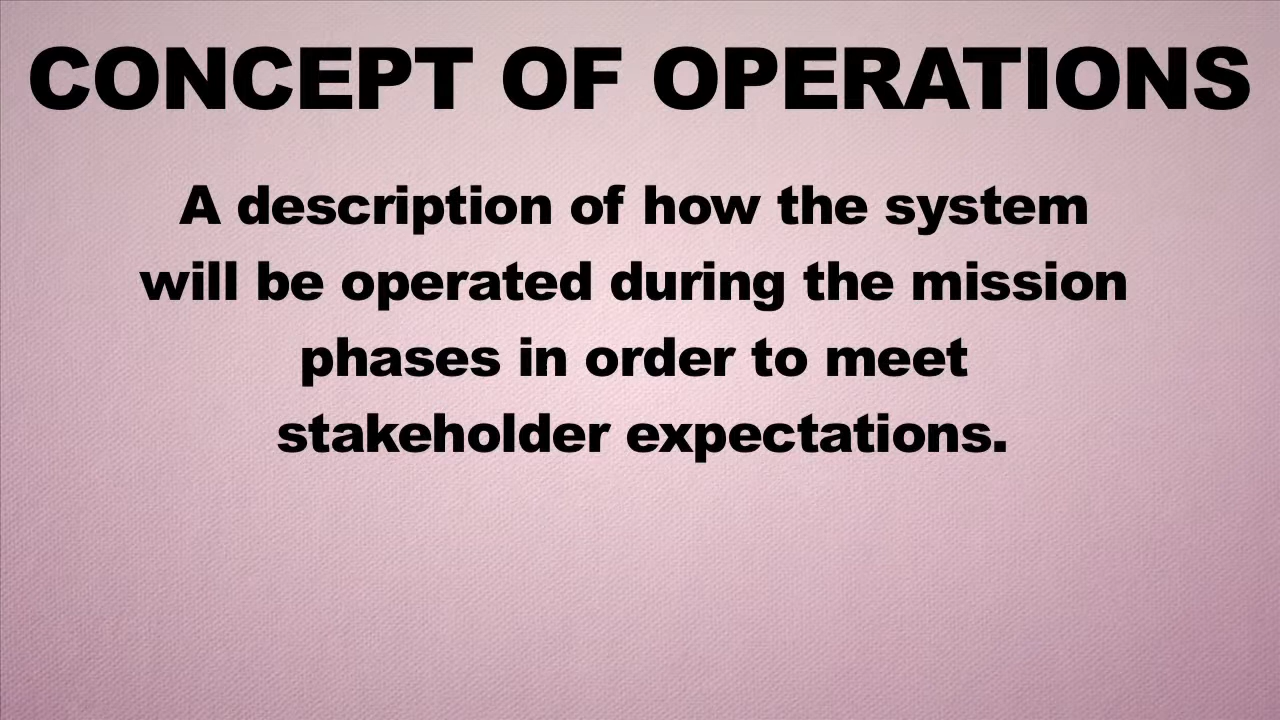 CONCEPT OF OPERATIONS
A description of how the system
will be operated during the mission
phases in order to meet
stakeholder expectations.